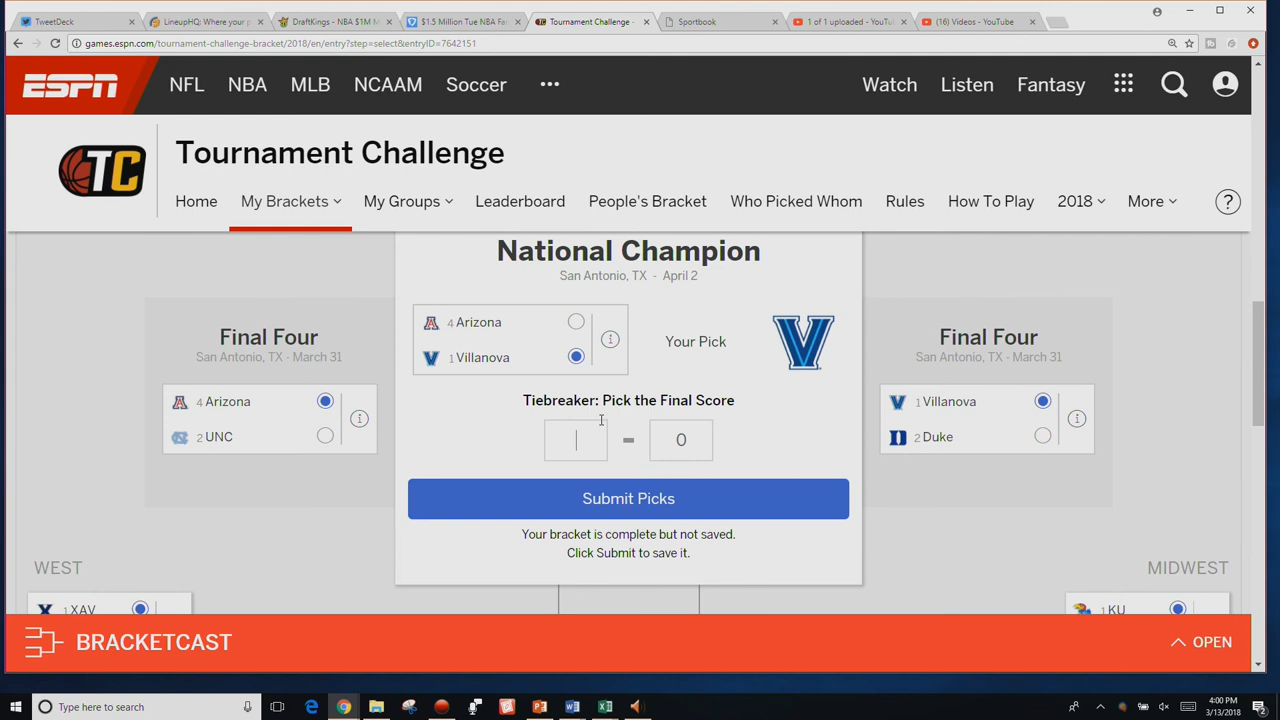 TweetDeck
LineupHQ: Where your p
DraftKings - NBA $1M M
$1.5 Million Tue NBA Fan
Tournament Challenge -
Sportbook
1 of 1 uploaded - YouTu
(16) Videos - YouTube
games.espn.com/tournament-challenge-bracket/2018/en/entry?step=select&entryID=7642151
ESPN
NFL
NBA
MLB
NCAAM
Soccer
Watch
Listen
Fantasy
TC
Tournament Challenge
Home
My Brackets
My Groups
Leaderboard
People's Bracket
Who Picked Whom
Rules
How To Play
2018
More
?
National Champion
San Antonio, TX - April 2
4 Arizona
1 Villanova
Your Pick
Final Four
San Antonio, TX - March 31
4 Arizona
2 UNC
Final Four
San Antonio, TX - March 31
1 Villanova
2 Duke
Tiebreaker: Pick the Final Score
0
Submit Picks
Your bracket is complete but not saved.
Click Submit to save it.
WEST
1 XAV
MIDWEST
1 KU
BRACKETCAST
OPEN
Type here to search
4:00 PM
3/13/2018